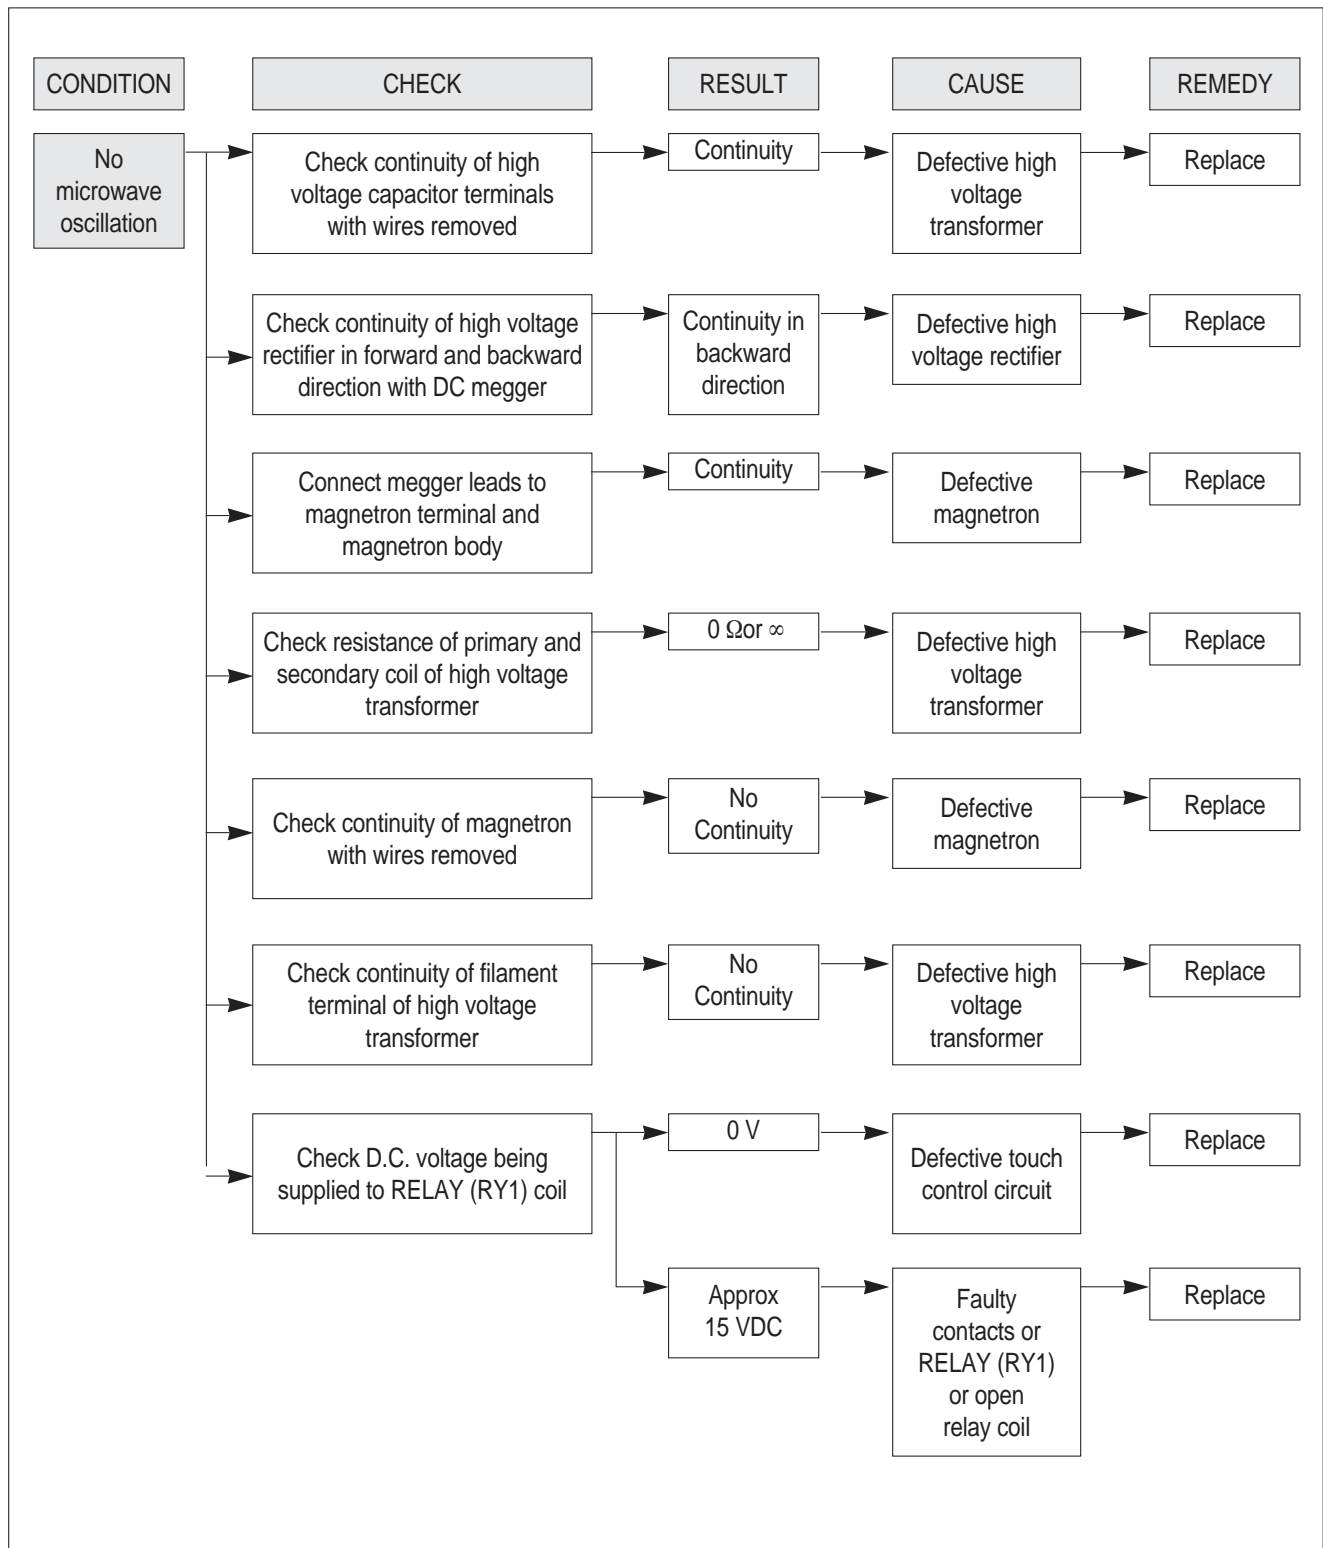 CONDITION
CHECK
RESULT
CAUSE
REMEDY
No
microwave
oscillation
Check continuity of high
voltage capacitor terminals
with wires removed
Continuity
Defective high
voltage
transformer
Replace
Check continuity of high voltage
rectifier in forward and backward
direction with DC megger
Continuity in
backward
direction
Defective high
voltage rectifier
Replace
Connect megger leads to
magnetron terminal and
magnetron body
Continuity
Defective
magnetron
Replace
Check resistance of primary and
secondary coil of high voltage
transformer
0 Ωor ∞
Defective high
voltage
transformer
Replace
Check continuity of magnetron
with wires removed
No
Continuity
Defective
magnetron
Replace
Check continuity of filament
terminal of high voltage
transformer
No
Continuity
Defective high
voltage
transformer
Replace
Check D.C. voltage being
supplied to RELAY (RY1) coil
0 V
Defective touch
control circuit
Replace
Approx
15 VDC
Faulty
contacts or
RELAY (RY1)
or open
relay coil
Replace